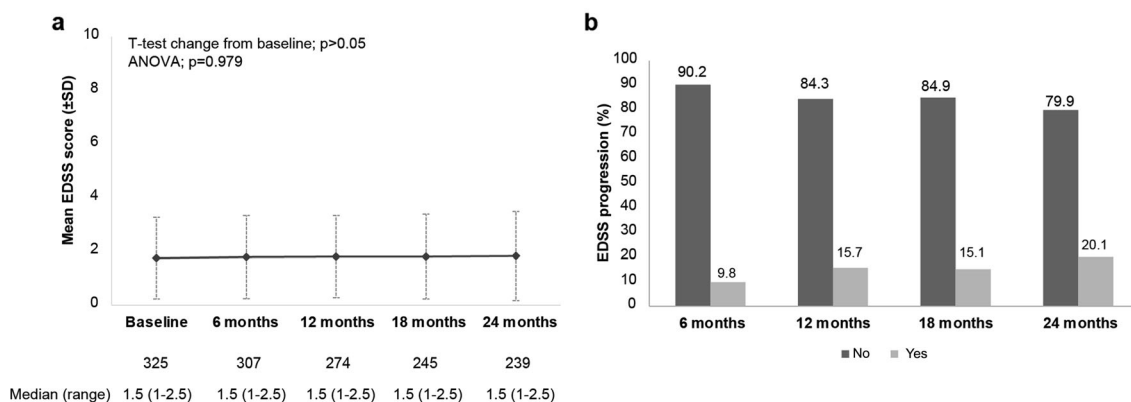 a
T-test change from baseline; p>0.05
ANOVA; p=0.979
Mean EDSS score (±SD)
10
8
6
4
2
0
Baseline 6 months 12 months 18 months 24 months
325 307 274 245 239
Median (range) 1.5 (1-2.5) 1.5 (1-2.5) 1.5 (1-2.5) 1.5 (1-2.5) 1.5 (1-2.5)
b
EDSS progression (%)
100
90
80
70
60
50
40
30
20
10
0
90.2 84.3 84.9 79.9
9.8 15.7 15.1 20.1
6 months 12 months 18 months 24 months
No Yes